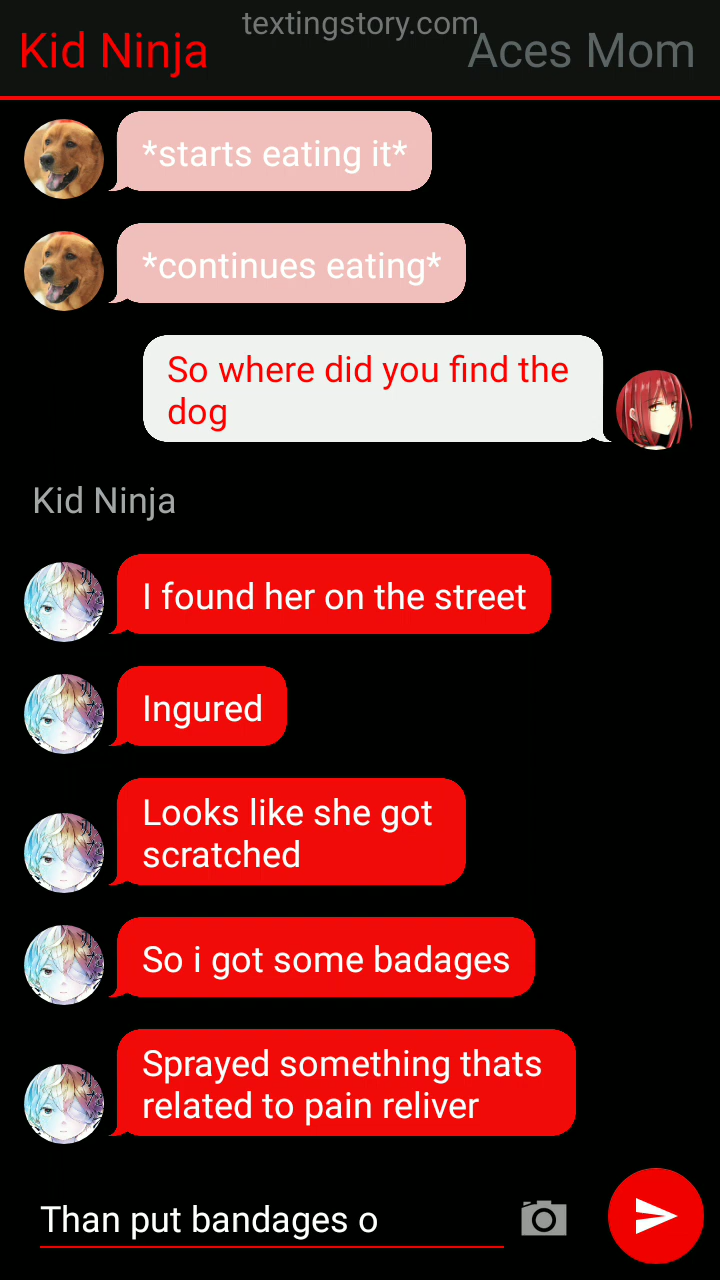 textingstory.com
Kid Ninja
Aces Mom
*starts eating it*
*continues eating*
So where did you find the
dog
Kid Ninja
I found her on the street
Ingured
Looks like she got
scratched
So i got some badages
Sprayed something thats
related to pain reliver
Than put bandages o